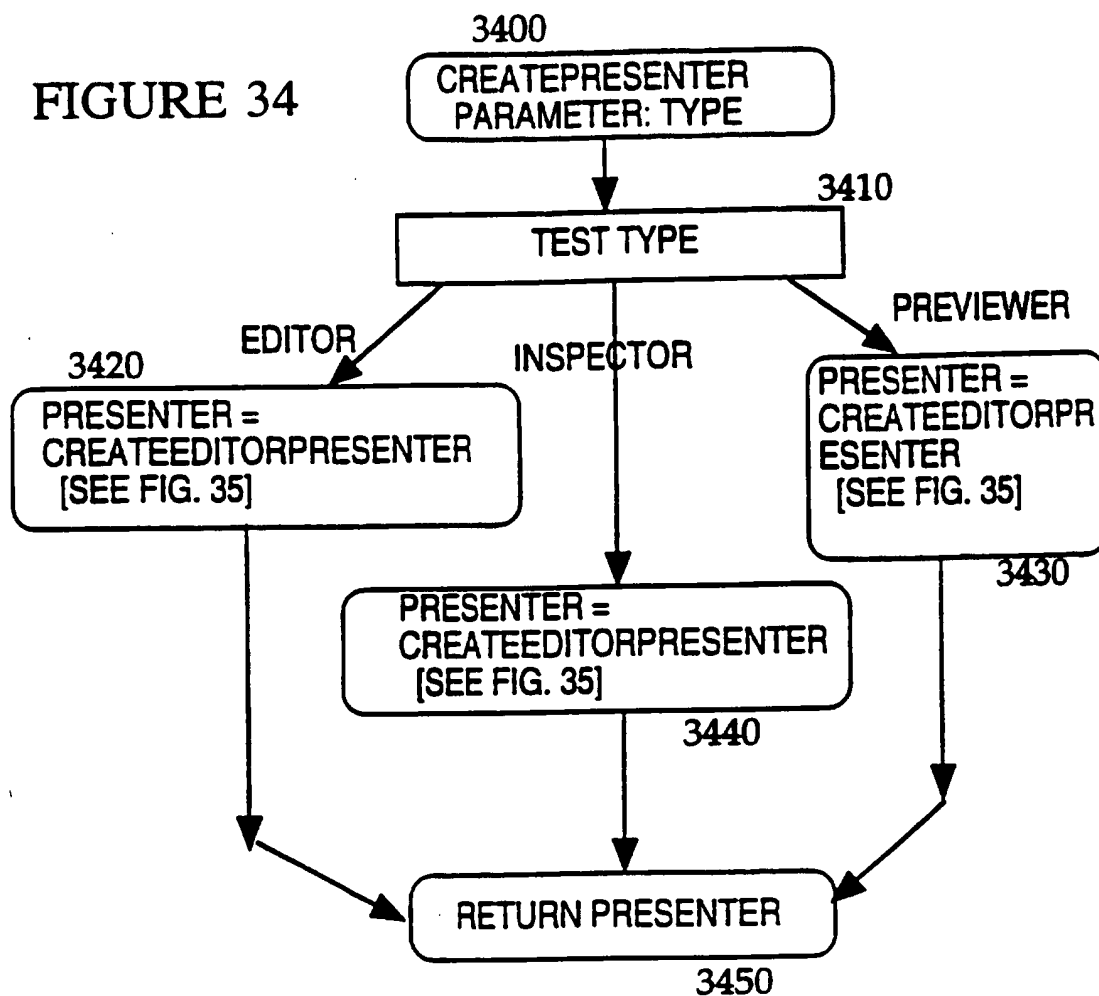 3400
FIGURE 34
CREATEPRESENTER
PARAMETER: TYPE
3410
TEST TYPE
EDITOR
INSPECTOR
PREVIEWER
3420
PRESENTER =
CREATEEDITORPRESENTER
[SEE FIG. 35]
PRESENTER =
CREATEEDITORPR
ESENTER
[SEE FIG. 35]
3430
PRESENTER =
CREATEEDITORPRESENTER
[SEE FIG. 35]
3440
RETURN PRESENTER
3450